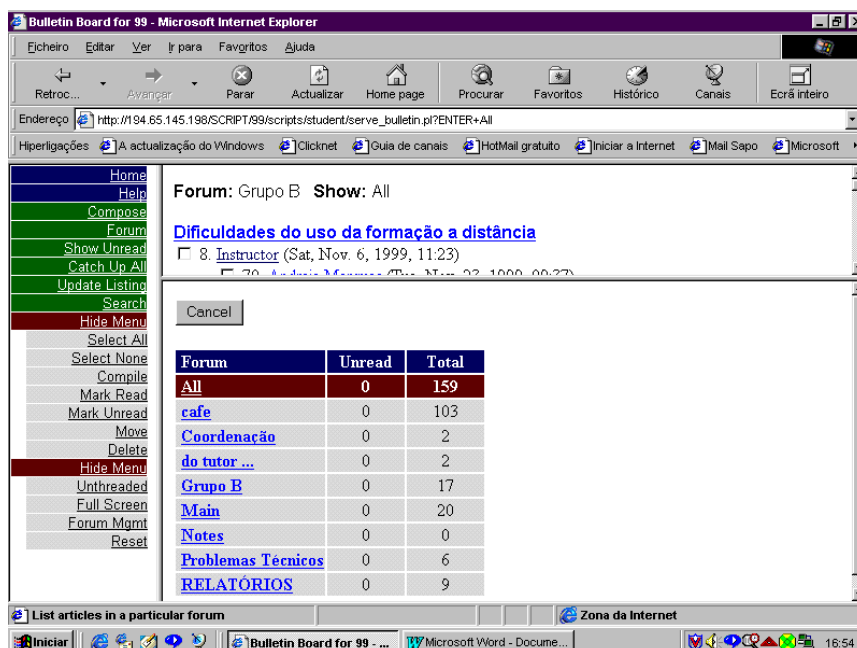 Bulletin Board for 99 - Microsoft Internet Explorer
Ficheiro Editar Ver Ir para Favoritos Ajuda
Retroc... Avançar Parar Actualizar Home page Procurar Favoritos Histórico Canais Ecrã inteiro
Endereço http://194.65.145.198/SCRIPT/99/scripts/student/serve_bulletin.pl?ENTER+All
Hiperligações A actualização do Windows Clicknet Guia de canais HotMail gratuito Iniciar a Internet Mail Sapo Microsoft
Home
Help
Compose
Forum
Show Unread
Catch Up All
Update Listing
Search
Hide Menu
Select All
Select None
Compile
Mark Read
Mark Unread
Move
Delete
Hide Menu
Unthreaded
Full Screen
Forum Mgmt
Reset
Forum: Grupo B Show: All
Dificuldades do uso da formação a distância
8. Instructor (Sat, Nov. 6, 1999, 11:23)
Cancel
Forum Unread Total
All 0 159
cafe 0 103
Coordenação 0 2
do tutor ... 0 2
Grupo B 0 17
Main 0 20
Notes 0 0
Problemas Técnicos 0 6
RELATÓRIOS 0 9
List articles in a particular forum Zona da Internet
Iniciar Bulletin Board for 99 - ... Microsoft Word - Docume... 16:54